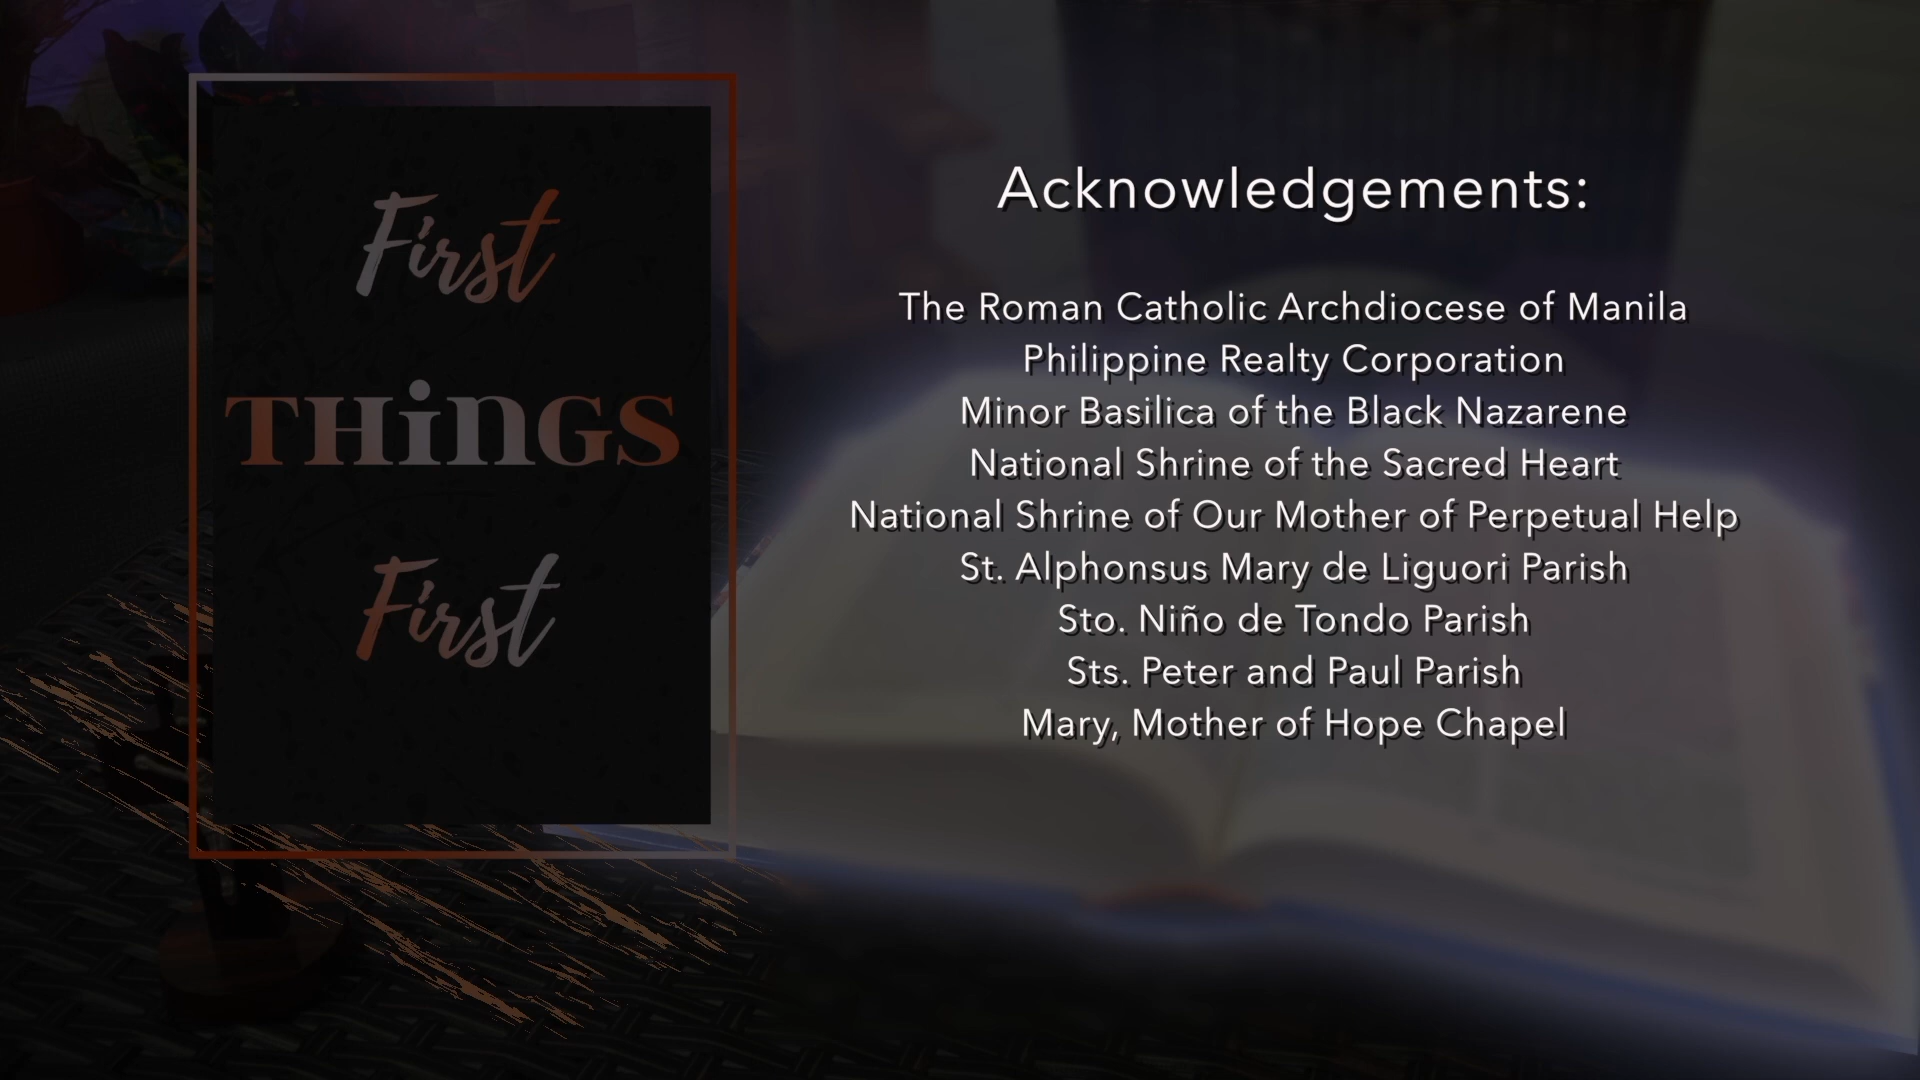 First
THiNGS
First
Acknowledgements:
The Roman Catholic Archdiocese of Manila
Philippine Realty Corporation
Minor Basilica of the Black Nazarene
National Shrine of the Sacred Heart
National Shrine of Our Mother of Perpetual Help
St. Alphonsus Mary de Liguori Parish
Sto. Niño de Tondo Parish
Sts. Peter and Paul Parish
Mary, Mother of Hope Chapel